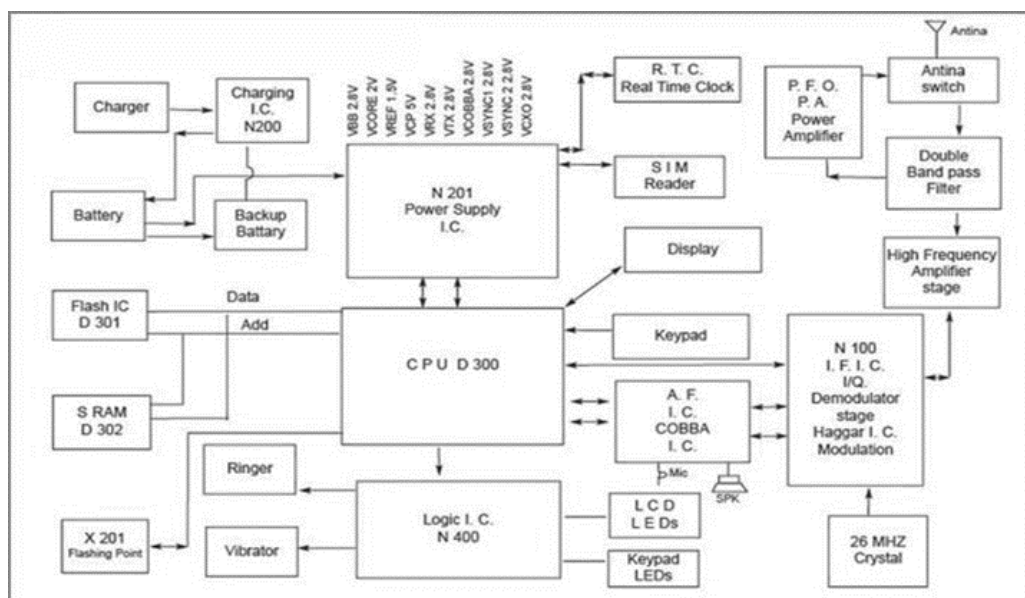 Antina
Antina
switch
P. F. O.
P. A.
Power
Amplifier
Double
Band pass
Filter
High Frequency
Amplifier
stage
Charger
Charging
I.C.
N200
VBB 2.8V
VCORE 2V
VREF 1.5V
VCP 5V
VRX 2.8V
VTX 2.8V
VCOBBA 2.8V
VSYNC1 2.8V
VSYNC 2 2.8V
VCXO 2.8V
R. T. C.
Real Time Clock
S I M
Reader
N 201
Power Supply
I.C.
Battery
Backup
Battary
Display
Flash IC
D 301
Data
Add
C P U D 300
Keypad
N 100
I. F. I. C.
I/Q.
Demodulator
stage
Haggar I. C.
Modulation
S RAM
D 302
A. F.
I. C.
COBBA
I. C.
Mic
SPK
Ringer
Logic I. C.
N 400
L C D
L E Ds
X 201
Flashing Point
Vibrator
Keypad
LEDs
26 MHZ
Crystal